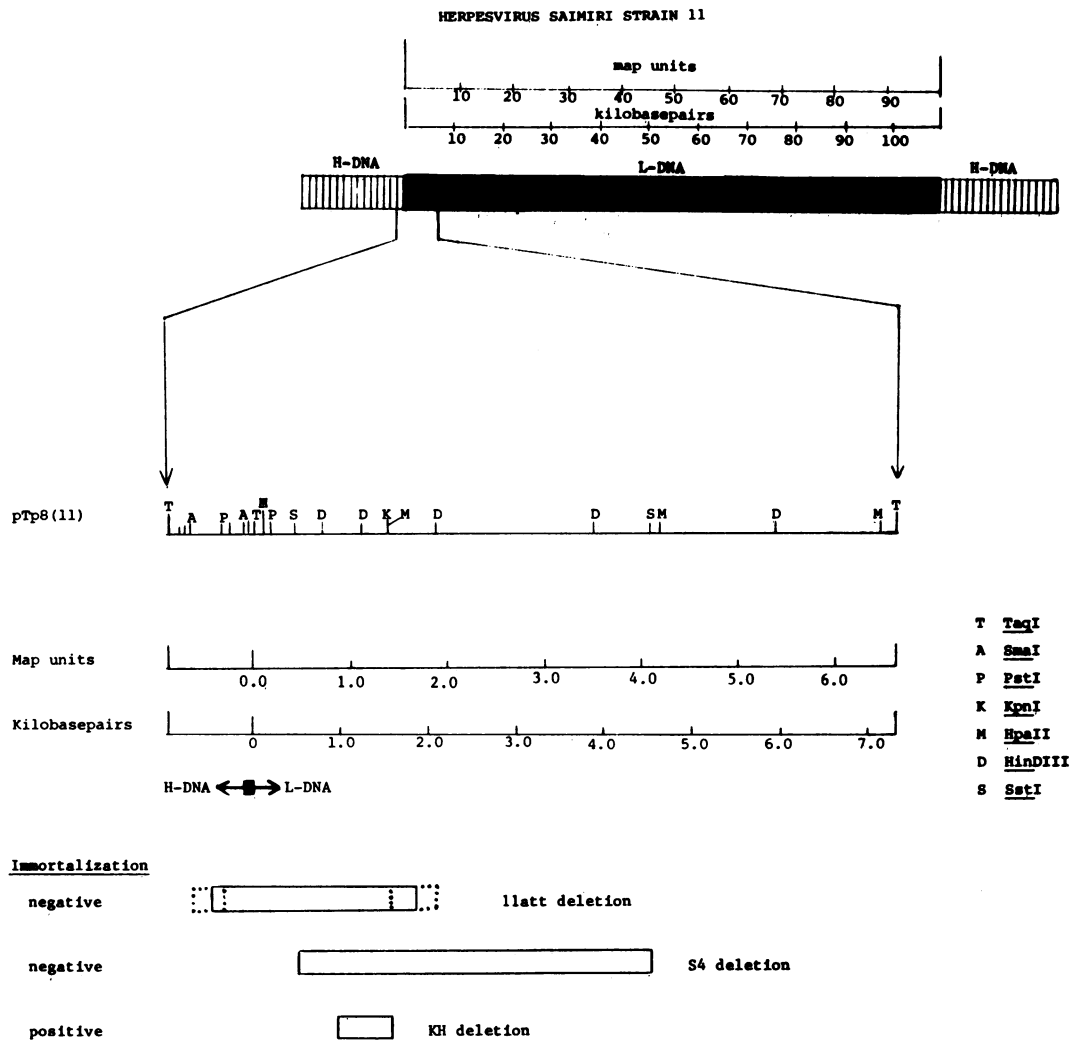 HERPESVIRUS SAIMIRI STRAIN 11
map units
10 20 30 40 50 60 70 80 90
kilobasepairs
10 20 30 40 50 60 70 80 90 100
H-DNA L-DNA H-DNA
pTp8(11)
T A P A T M P S D D K M D D S M D M T
Map units
0.0 1.0 2.0 3.0 4.0 5.0 6.0
Kilobasepairs
0 1.0 2.0 3.0 4.0 5.0 6.0 7.0
H-DNA L-DNA
T TaqI
A SmaI
P PstI
K KpnI
M HpaII
D HinDIII
S SstI
Immortalization
negative 11att deletion
negative S4 deletion
positive KH deletion